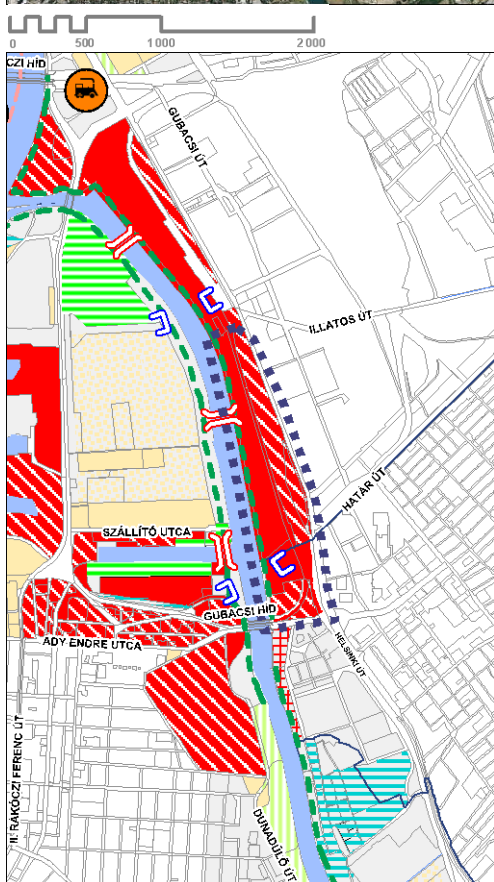 0 500 1000 2000
CZI HÍD
GUBACSI ÚT
ILLATOS ÚT
HATÁR ÚT
SZÁLLÍTÓ UTCA
GUBACSI HÍD
ADY ENDRE UTCA
HELSINKI ÚT
II. RÁKÓCZI FERENC ÚT
DUNADŰLŐ ÚT